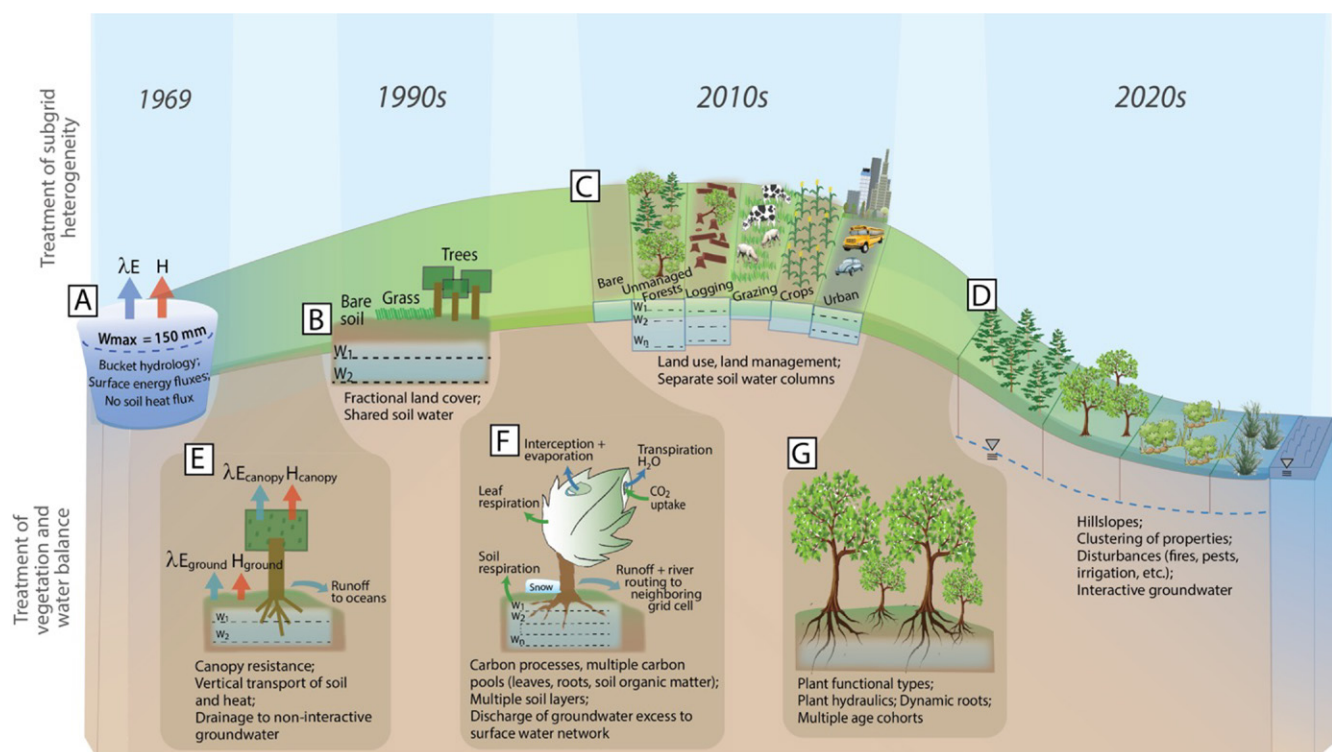 1969
1990s
2010s
2020s
Treatment of subgrid
heterogeneity
A
λE H
Wmax = 150 mm
Bucket hydrology;
Surface energy fluxes;
No soil heat flux
B
Bare
soil
Grass
Trees
W1
W2
Fractional land cover;
Shared soil water
C
Bare
Unmanaged
Forests
Logging
Grazing
Crops
Urban
W1
W2
Wn
Land use, land management;
Separate soil water columns
D
Hillslopes;
Clustering of properties;
Disturbances (fires, pests,
irrigation, etc.);
Interactive groundwater
Treatment of
vegetation and
water balance
E
λEcanopy Hcanopy
λEground Hground
Runoff
to oceans
W1
W2
Canopy resistance;
Vertical transport of soil
and heat;
Drainage to non-interactive
groundwater
F
Interception +
evaporation
Transpiration
H2O
CO2
uptake
Leaf
respiration
Soil
respiration
Snow
Runoff + river
routing to
neighboring
grid cell
W1
W2
Wn
Carbon processes, multiple carbon
pools (leaves, roots, soil organic matter);
Multiple soil layers;
Discharge of groundwater excess to
surface water network
G
Plant functional types;
Plant hydraulics; Dynamic roots;
Multiple age cohorts